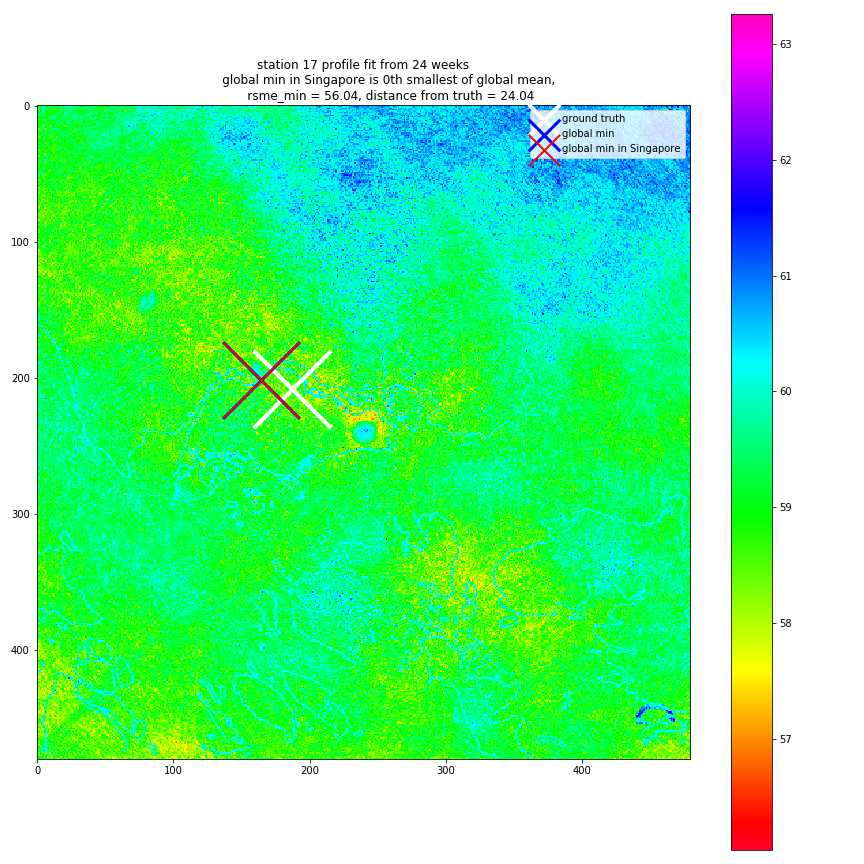 station 17 profile fit from 24 weeks
global min in Singapore is 0th smallest of global mean,
rsme_min = 56.04, distance from truth = 24.04
ground truth
global min
global min in Singapore
0
100
200
300
400
0
100
200
300
400
63
62
61
60
59
58
57